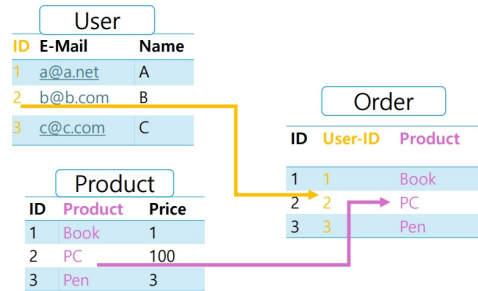 User
ID E-Mail Name
1 a@a.net A
2 b@b.com B
3 c@c.com C
Product
ID Product Price
1 Book 1
2 PC 100
3 Pen 3
Order
ID User-ID Product
1 1 Book
2 2 PC
3 3 Pen